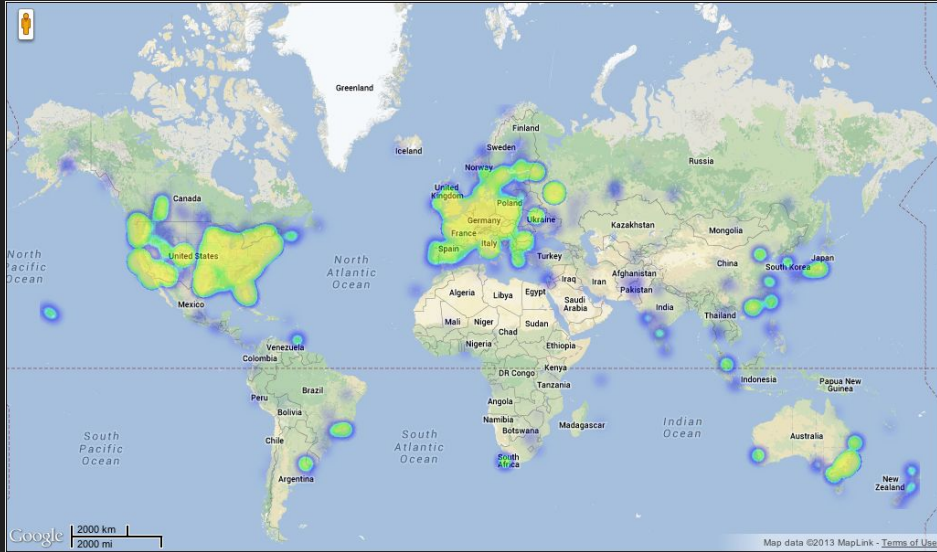 Greenland
Iceland
Finland
Sweden
Norway
Russia
United
Kingdom
Poland
Germany
Ukraine
France
Italy
Spain
Turkey
Kazakhstan
Mongolia
China
South Korea
Japan
Canada
United States
Mexico
North
Pacific
Ocean
North
Atlantic
Ocean
Algeria
Libya
Egypt
Iraq
Iran
Afghanistan
Pakistan
Saudi
Arabia
India
Thailand
Mali
Niger
Chad
Sudan
Nigeria
Ethiopia
Venezuela
Colombia
DR Congo
Kenya
Tanzania
Indonesia
Papua New
Guinea
Peru
Brazil
Bolivia
Angola
Namibia
Botswana
Madagascar
Chile
Argentina
South
Africa
South
Pacific
Ocean
South
Atlantic
Ocean
Indian
Ocean
Australia
New
Zealand
Google
2000 km
2000 mi
Map data ©2013 MapLink - Terms of Use